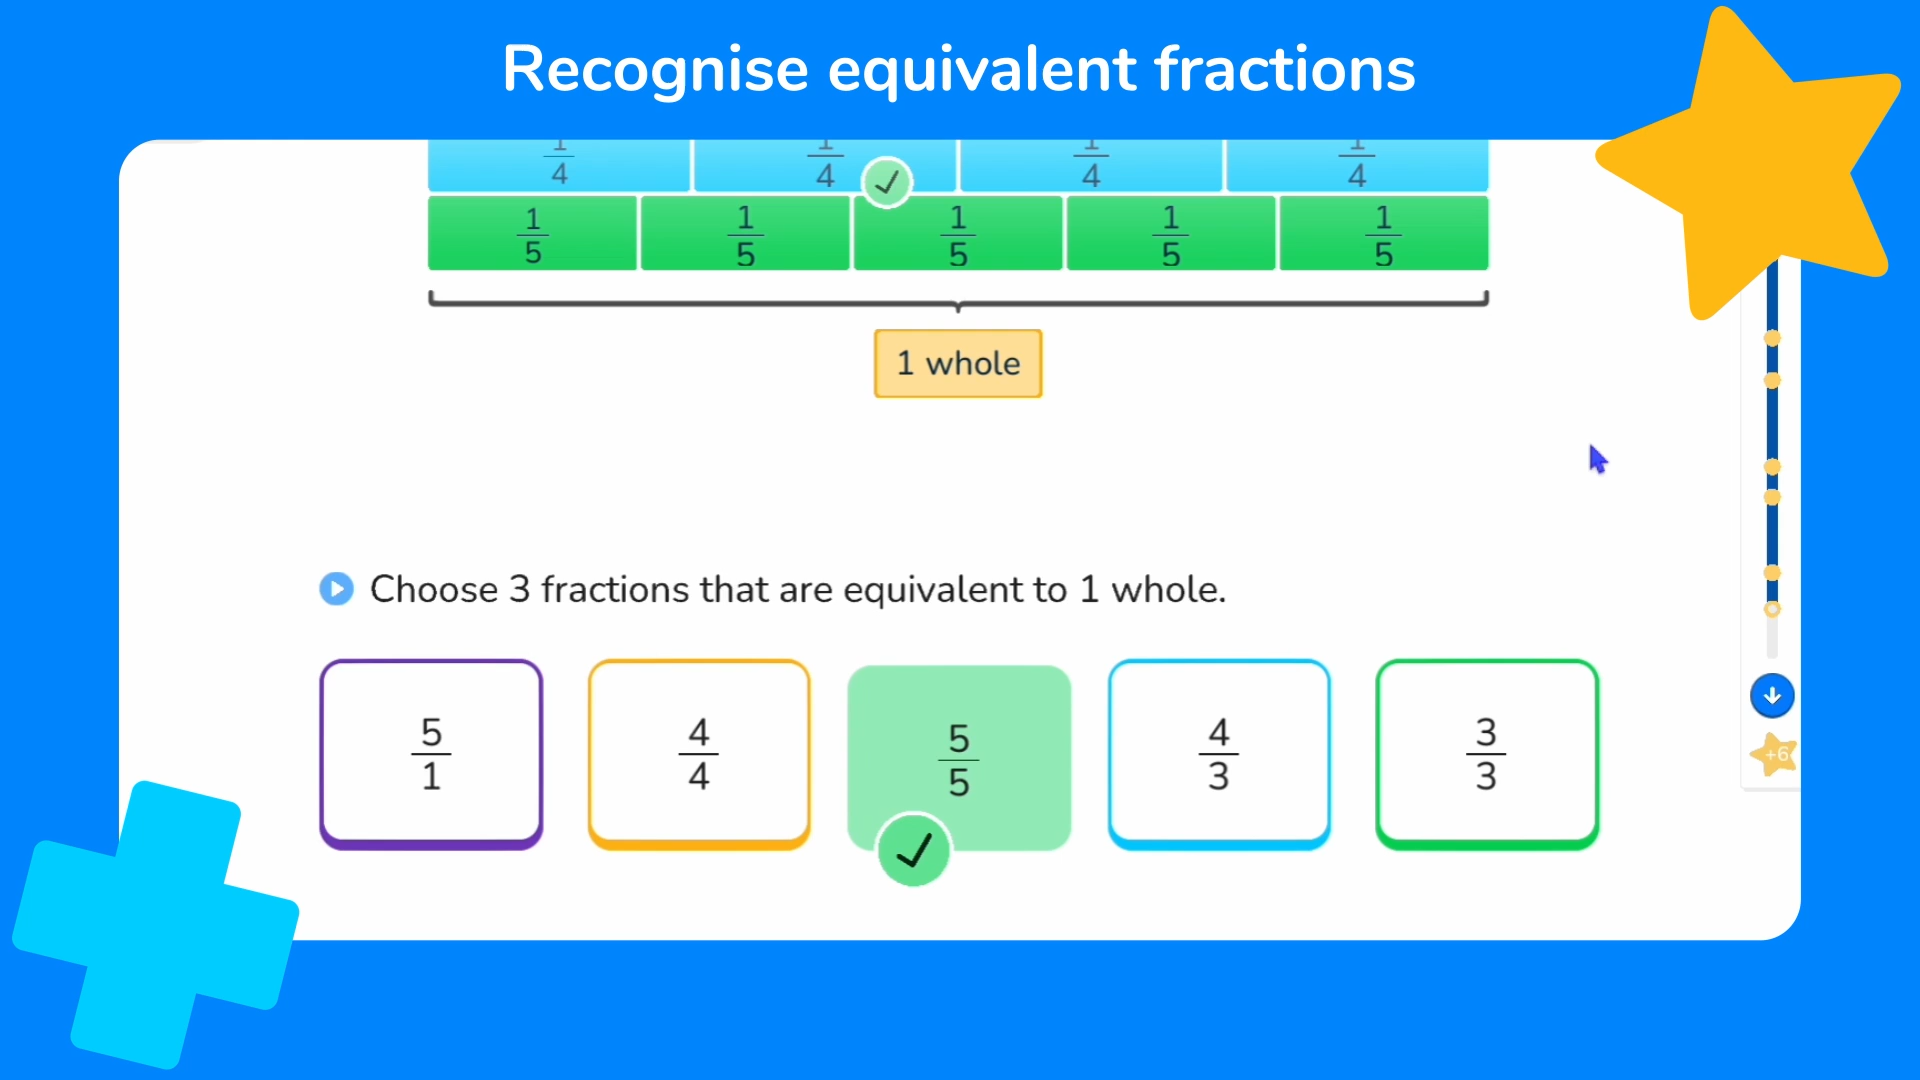 Recognise equivalent fractions
1/4 1/4 1/4 1/4
1/5 1/5 1/5 1/5 1/5
1 whole
Choose 3 fractions that are equivalent to 1 whole.
5/1 4/4 5/5 4/3 3/3
+6